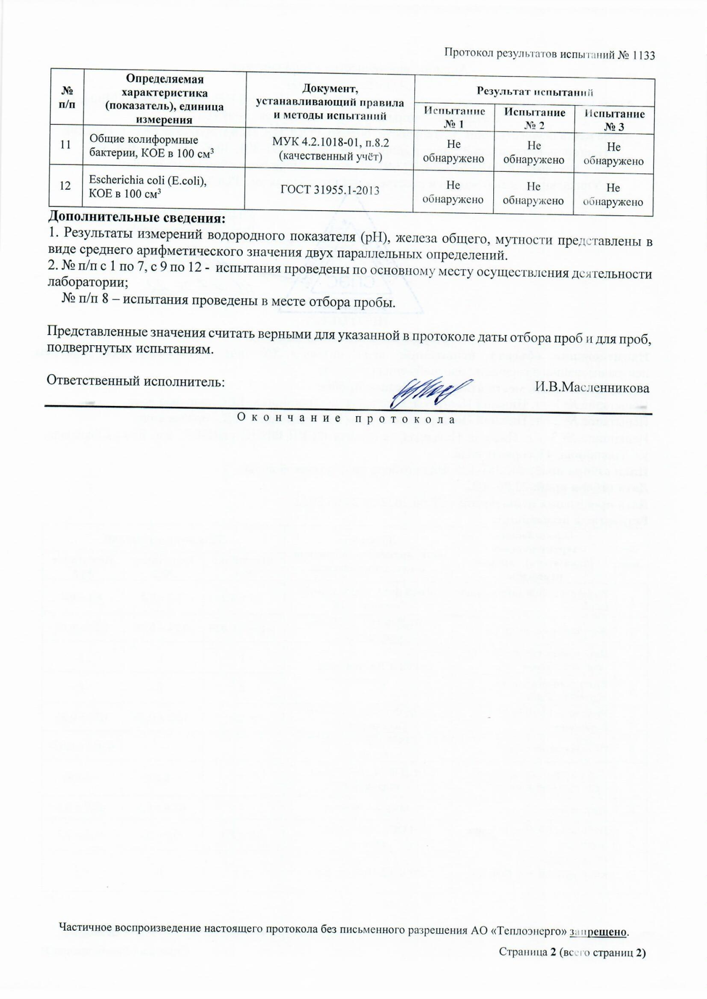 Протокол результатов испытаний № 1133
№ п/п
Определяемая характеристика (показатель), единица измерения
Документ, устанавливающий правила и методы испытаний
Результат испытаний
Испытание № 1
Испытание № 2
Испытание № 3
11
Общие колиформные бактерии, КОЕ в 100 см³
МУК 4.2.1018-01, п.8.2 (качественный учёт)
Не обнаружено
Не обнаружено
Не обнаружено
12
Escherichia coli (E.coli), КОЕ в 100 см³
ГОСТ 31955.1-2013
Не обнаружено
Не обнаружено
Не обнаружено
Дополнительные сведения:
1. Результаты измерений водородного показателя (рН), железа общего, мутности представлены в
виде среднего арифметического значения двух параллельных определений.
2. № п/п с 1 по 7, с 9 по 12 - испытания проведены по основному месту осуществления деятельности
лаборатории;
№ п/п 8 – испытания проведены в месте отбора пробы.
Представленные значения считать верными для указанной в протоколе даты отбора проб и для проб,
подвергнутых испытаниям.
Ответственный исполнитель: И.В.Масленникова
Окончание протокола
Частичное воспроизведение настоящего протокола без письменного разрешения АО «Теплоэнерго» запрещено.
Страница 2 (всего страниц 2)